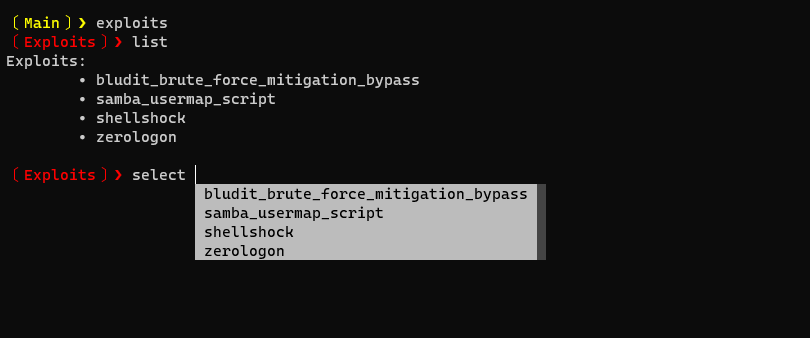 〔Main〕❯ exploits
〔Exploits〕❯ list
Exploits:
• bludit_brute_force_mitigation_bypass
• samba_usermap_script
• shellshock
• zerologon
〔Exploits〕❯ select
bludit_brute_force_mitigation_bypass
samba_usermap_script
shellshock
zerologon